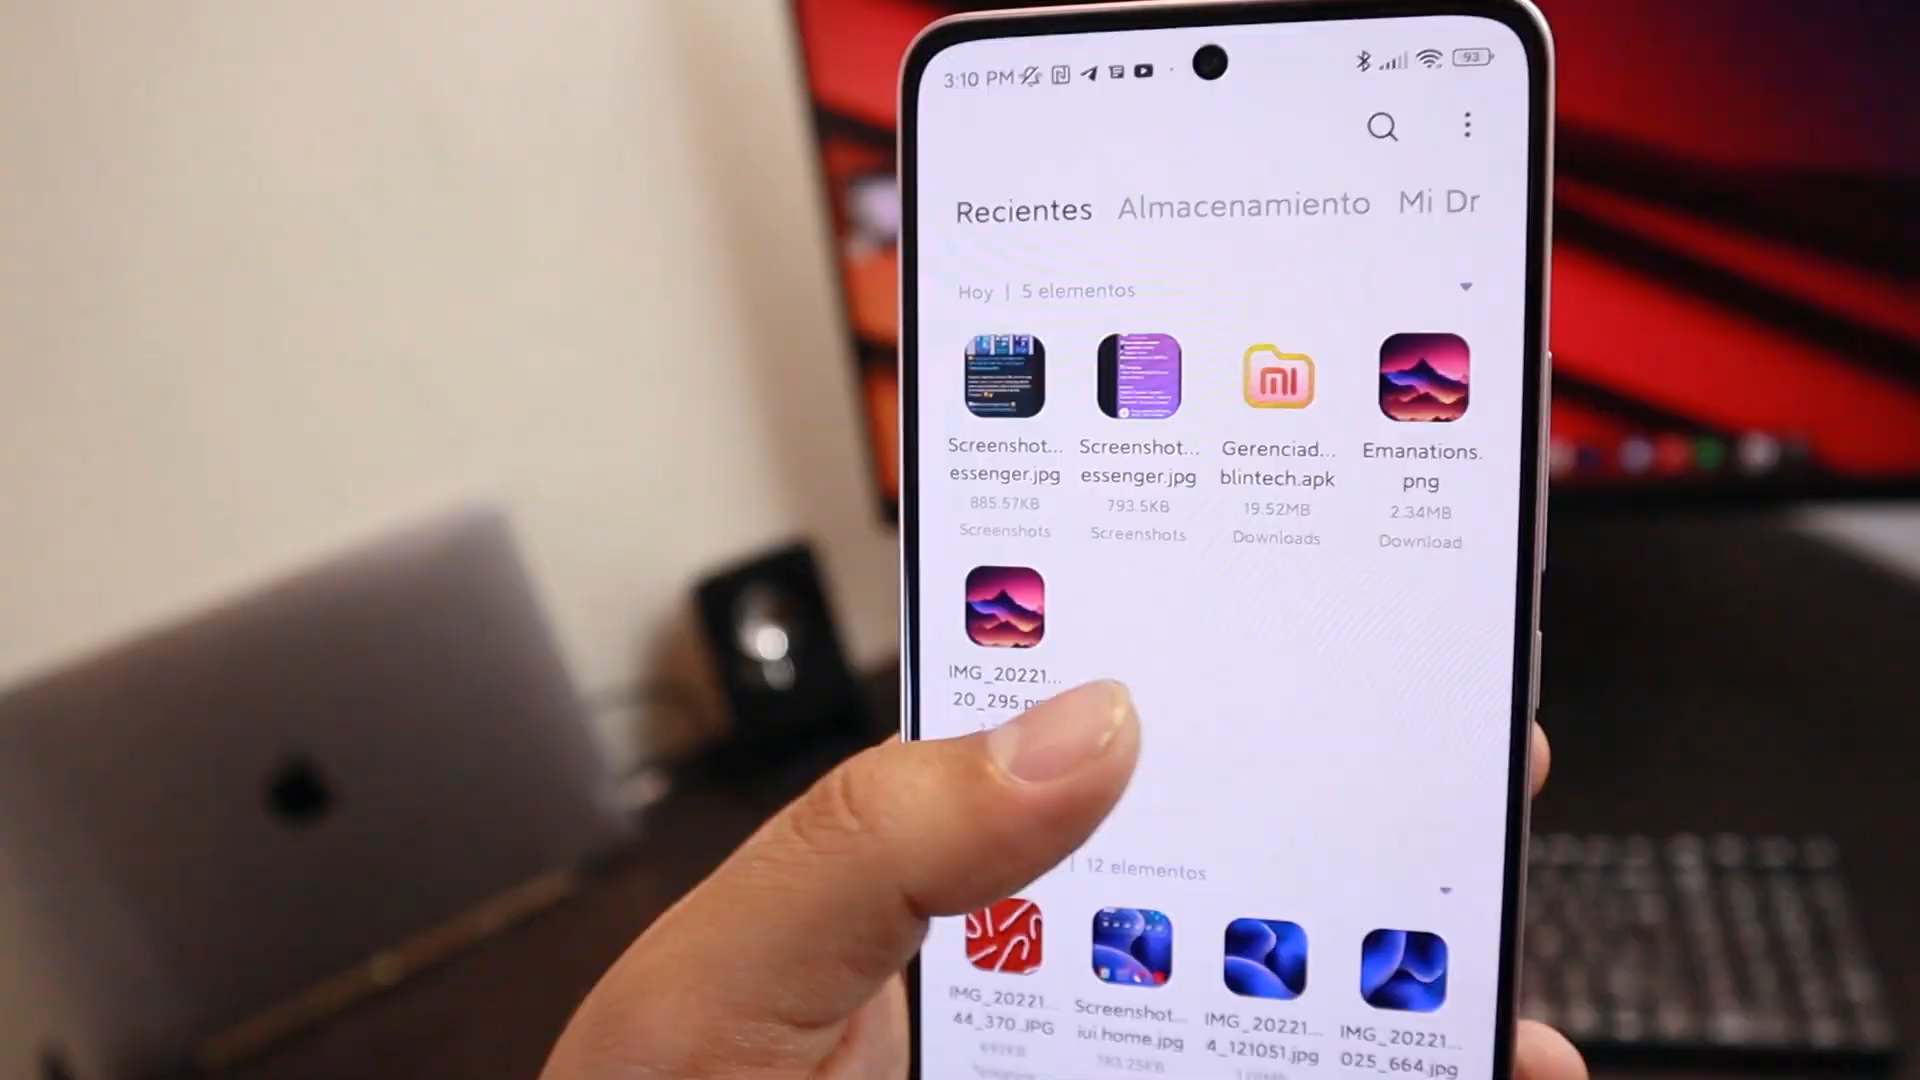 3:10 PM
93
Recientes Almacenamiento Mi Dr
Hoy | 5 elementos
Screenshot...
essenger.jpg
885.57KB
Screenshots
Screenshot...
essenger.jpg
793.5KB
Screenshots
Gerenciad...
blintech.apk
19.52MB
Downloads
Emanations.
png
2.34MB
Download
IMG_20221...
20_295.
| 12 elementos
IMG_20221...
44_370.JPG
692KB
Screenshot...
iui home.jpg
783.25KB
IMG_20221...
4_121051.jpg
IMG_20221...
025_664.jpg